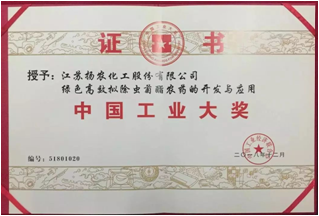 证书
授予：江苏扬农化工股份有限公司
绿色高效拟除虫菊酯农药的开发与应用
中国工业大奖
编号：51801020
二〇一八年十二月